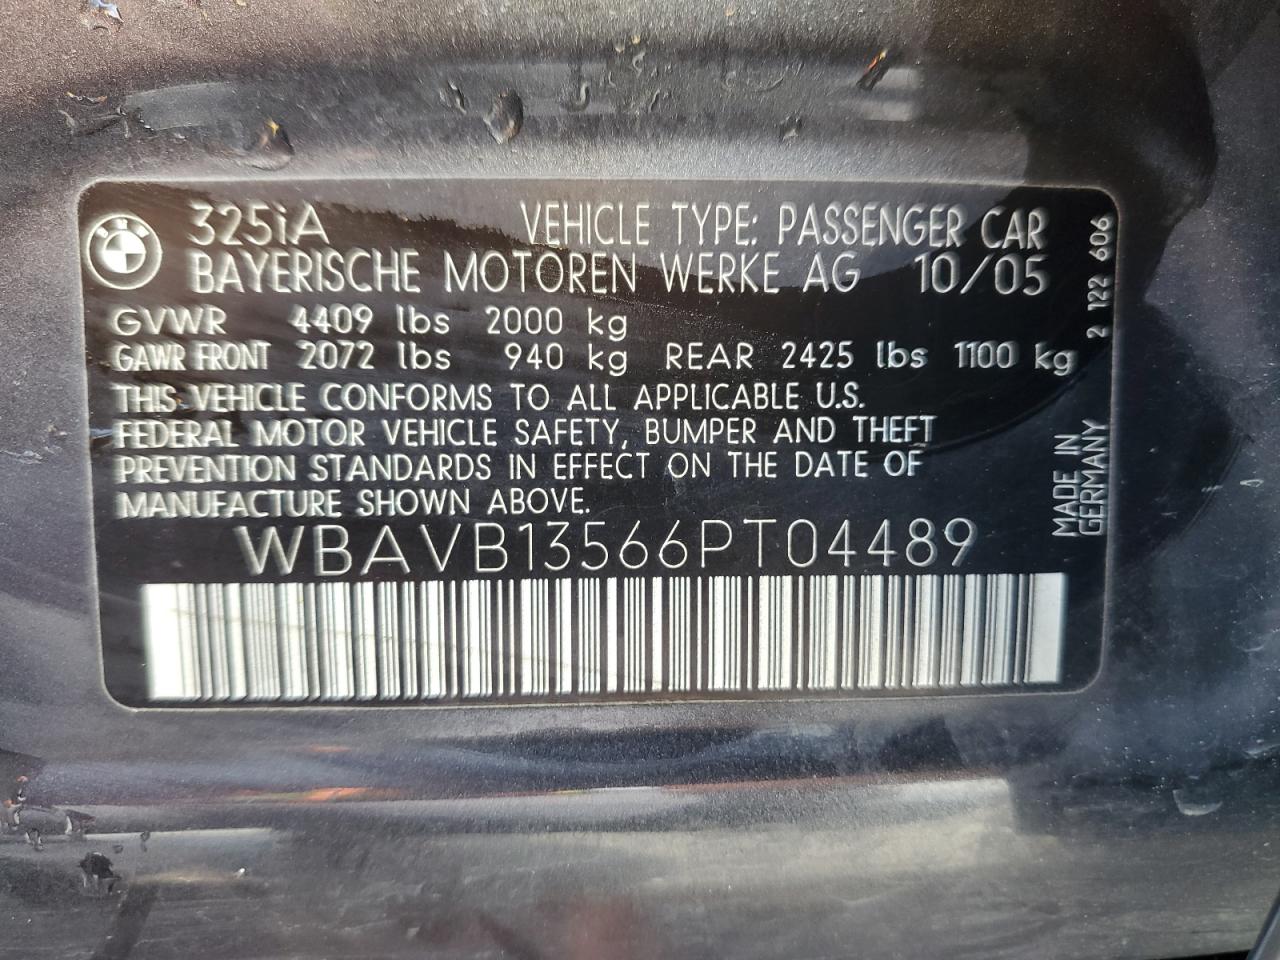 325iA VEHICLE TYPE: PASSENGER CAR
BAYERISCHE MOTOREN WERKE AG 10/05
GVWR 4409 lbs 2000 kg
GAWR FRONT 2072 lbs 940 kg REAR 2425 lbs 1100 kg
THIS VEHICLE CONFORMS TO ALL APPLICABLE U.S.
FEDERAL MOTOR VEHICLE SAFETY, BUMPER AND THEFT
PREVENTION STANDARDS IN EFFECT ON THE DATE OF
MANUFACTURE SHOWN ABOVE.
WBAVB13566PT04489
2 122 606
MADE IN
GERMANY